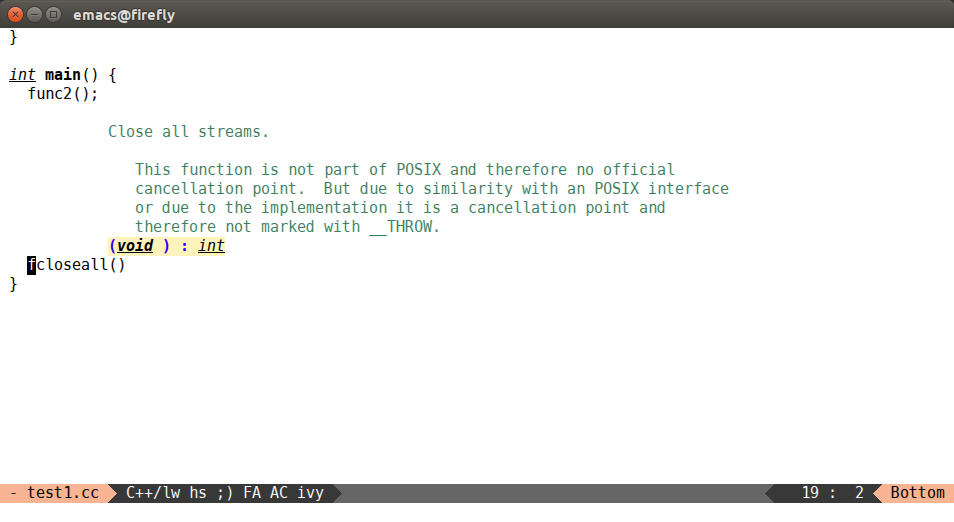 emacs@firefly
}
int main() {
func2();
Close all streams.
This function is not part of POSIX and therefore no official
cancellation point.  But due to similarity with an POSIX interface
or due to the implementation it is a cancellation point and
therefore not marked with __THROW.
(void ) : int
fcloseall()
}
- test1.cc C++/lw hs ;) FA AC ivy 19 :  2 Bottom